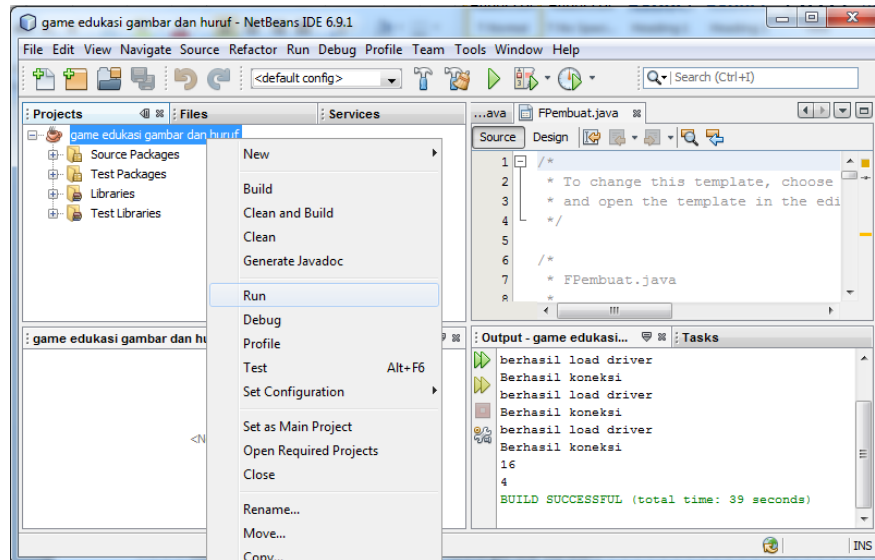 game edukasi gambar dan huruf - NetBeans IDE 6.9.1
File Edit View Navigate Source Refactor Run Debug Profile Team Tools Window Help
<default config>
Search (Ctrl+I)
Projects
Files
Services
game edukasi gambar dan huruf
Source Packages
Test Packages
Libraries
Test Libraries
New
Build
Clean and Build
Clean
Generate Javadoc
Run
Debug
Profile
Test Alt+F6
Set Configuration
Set as Main Project
Open Required Projects
Close
Rename...
Move...
Copy...
game edukasi gambar dan hu
<N
...ava FPembuat.java
Source Design
1 /*
2 * To change this template, choose
3 * and open the template in the edi
4 */
5
6 /*
7 * FPembuat.java
8 *
Output - game edukasi... Tasks
berhasil load driver
Berhasil koneksi
berhasil load driver
Berhasil koneksi
berhasil load driver
Berhasil koneksi
16
4
BUILD SUCCESSFUL (total time: 39 seconds)
INS